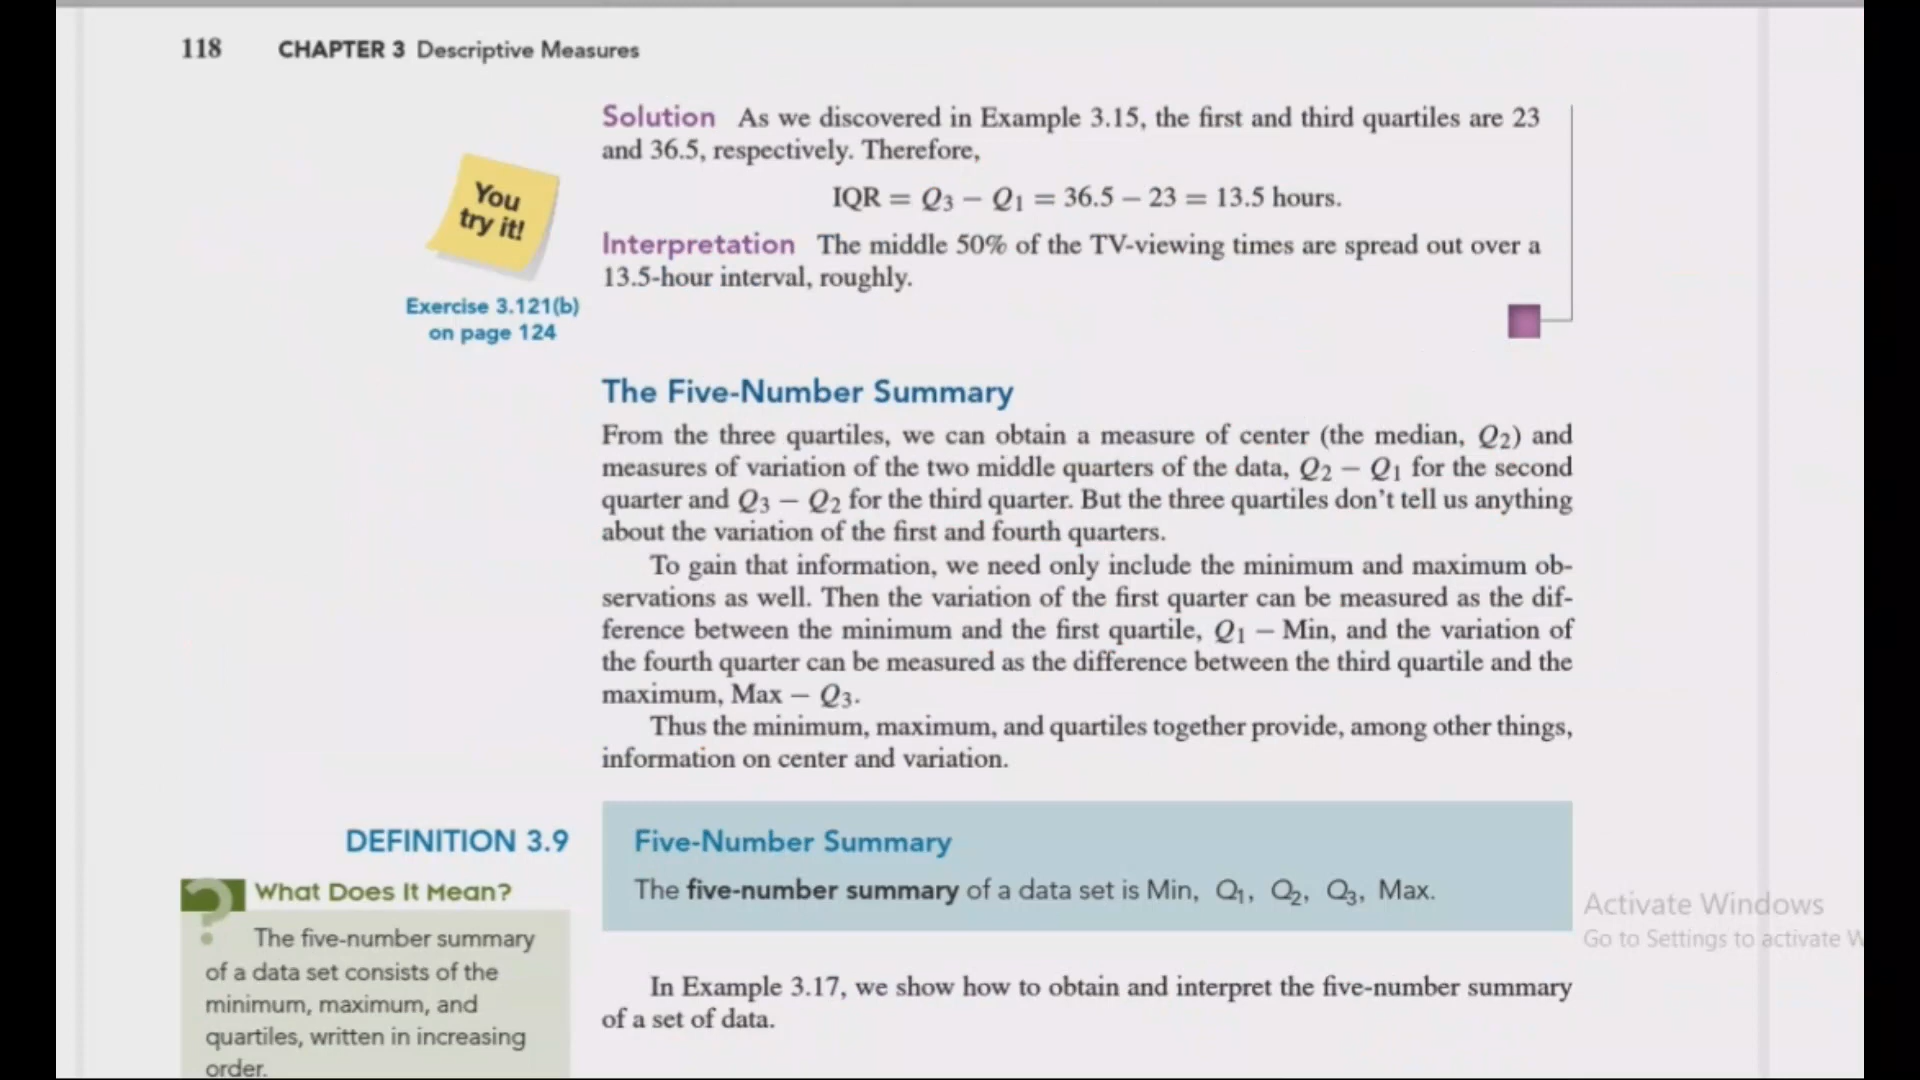 118 CHAPTER 3 Descriptive Measures
Solution As we discovered in Example 3.15, the first and third quartiles are 23
and 36.5, respectively. Therefore,
IQR = Q₃ − Q₁ = 36.5 − 23 = 13.5 hours.
You
try it!
Interpretation The middle 50% of the TV-viewing times are spread out over a
13.5-hour interval, roughly.
Exercise 3.121(b)
on page 124
The Five-Number Summary
From the three quartiles, we can obtain a measure of center (the median, Q₂) and
measures of variation of the two middle quarters of the data, Q₂ − Q₁ for the second
quarter and Q₃ − Q₂ for the third quarter. But the three quartiles don't tell us anything
about the variation of the first and fourth quarters.
To gain that information, we need only include the minimum and maximum ob-
servations as well. Then the variation of the first quarter can be measured as the dif-
ference between the minimum and the first quartile, Q₁ − Min, and the variation of
the fourth quarter can be measured as the difference between the third quartile and the
maximum, Max − Q₃.
Thus the minimum, maximum, and quartiles together provide, among other things,
information on center and variation.
DEFINITION 3.9
Five-Number Summary
The five-number summary of a data set is Min, Q₁, Q₂, Q₃, Max.
? What Does It Mean?
The five-number summary
of a data set consists of the
minimum, maximum, and
quartiles, written in increasing
order.
In Example 3.17, we show how to obtain and interpret the five-number summary
of a set of data.
Activate Windows
Go to Settings to activate W